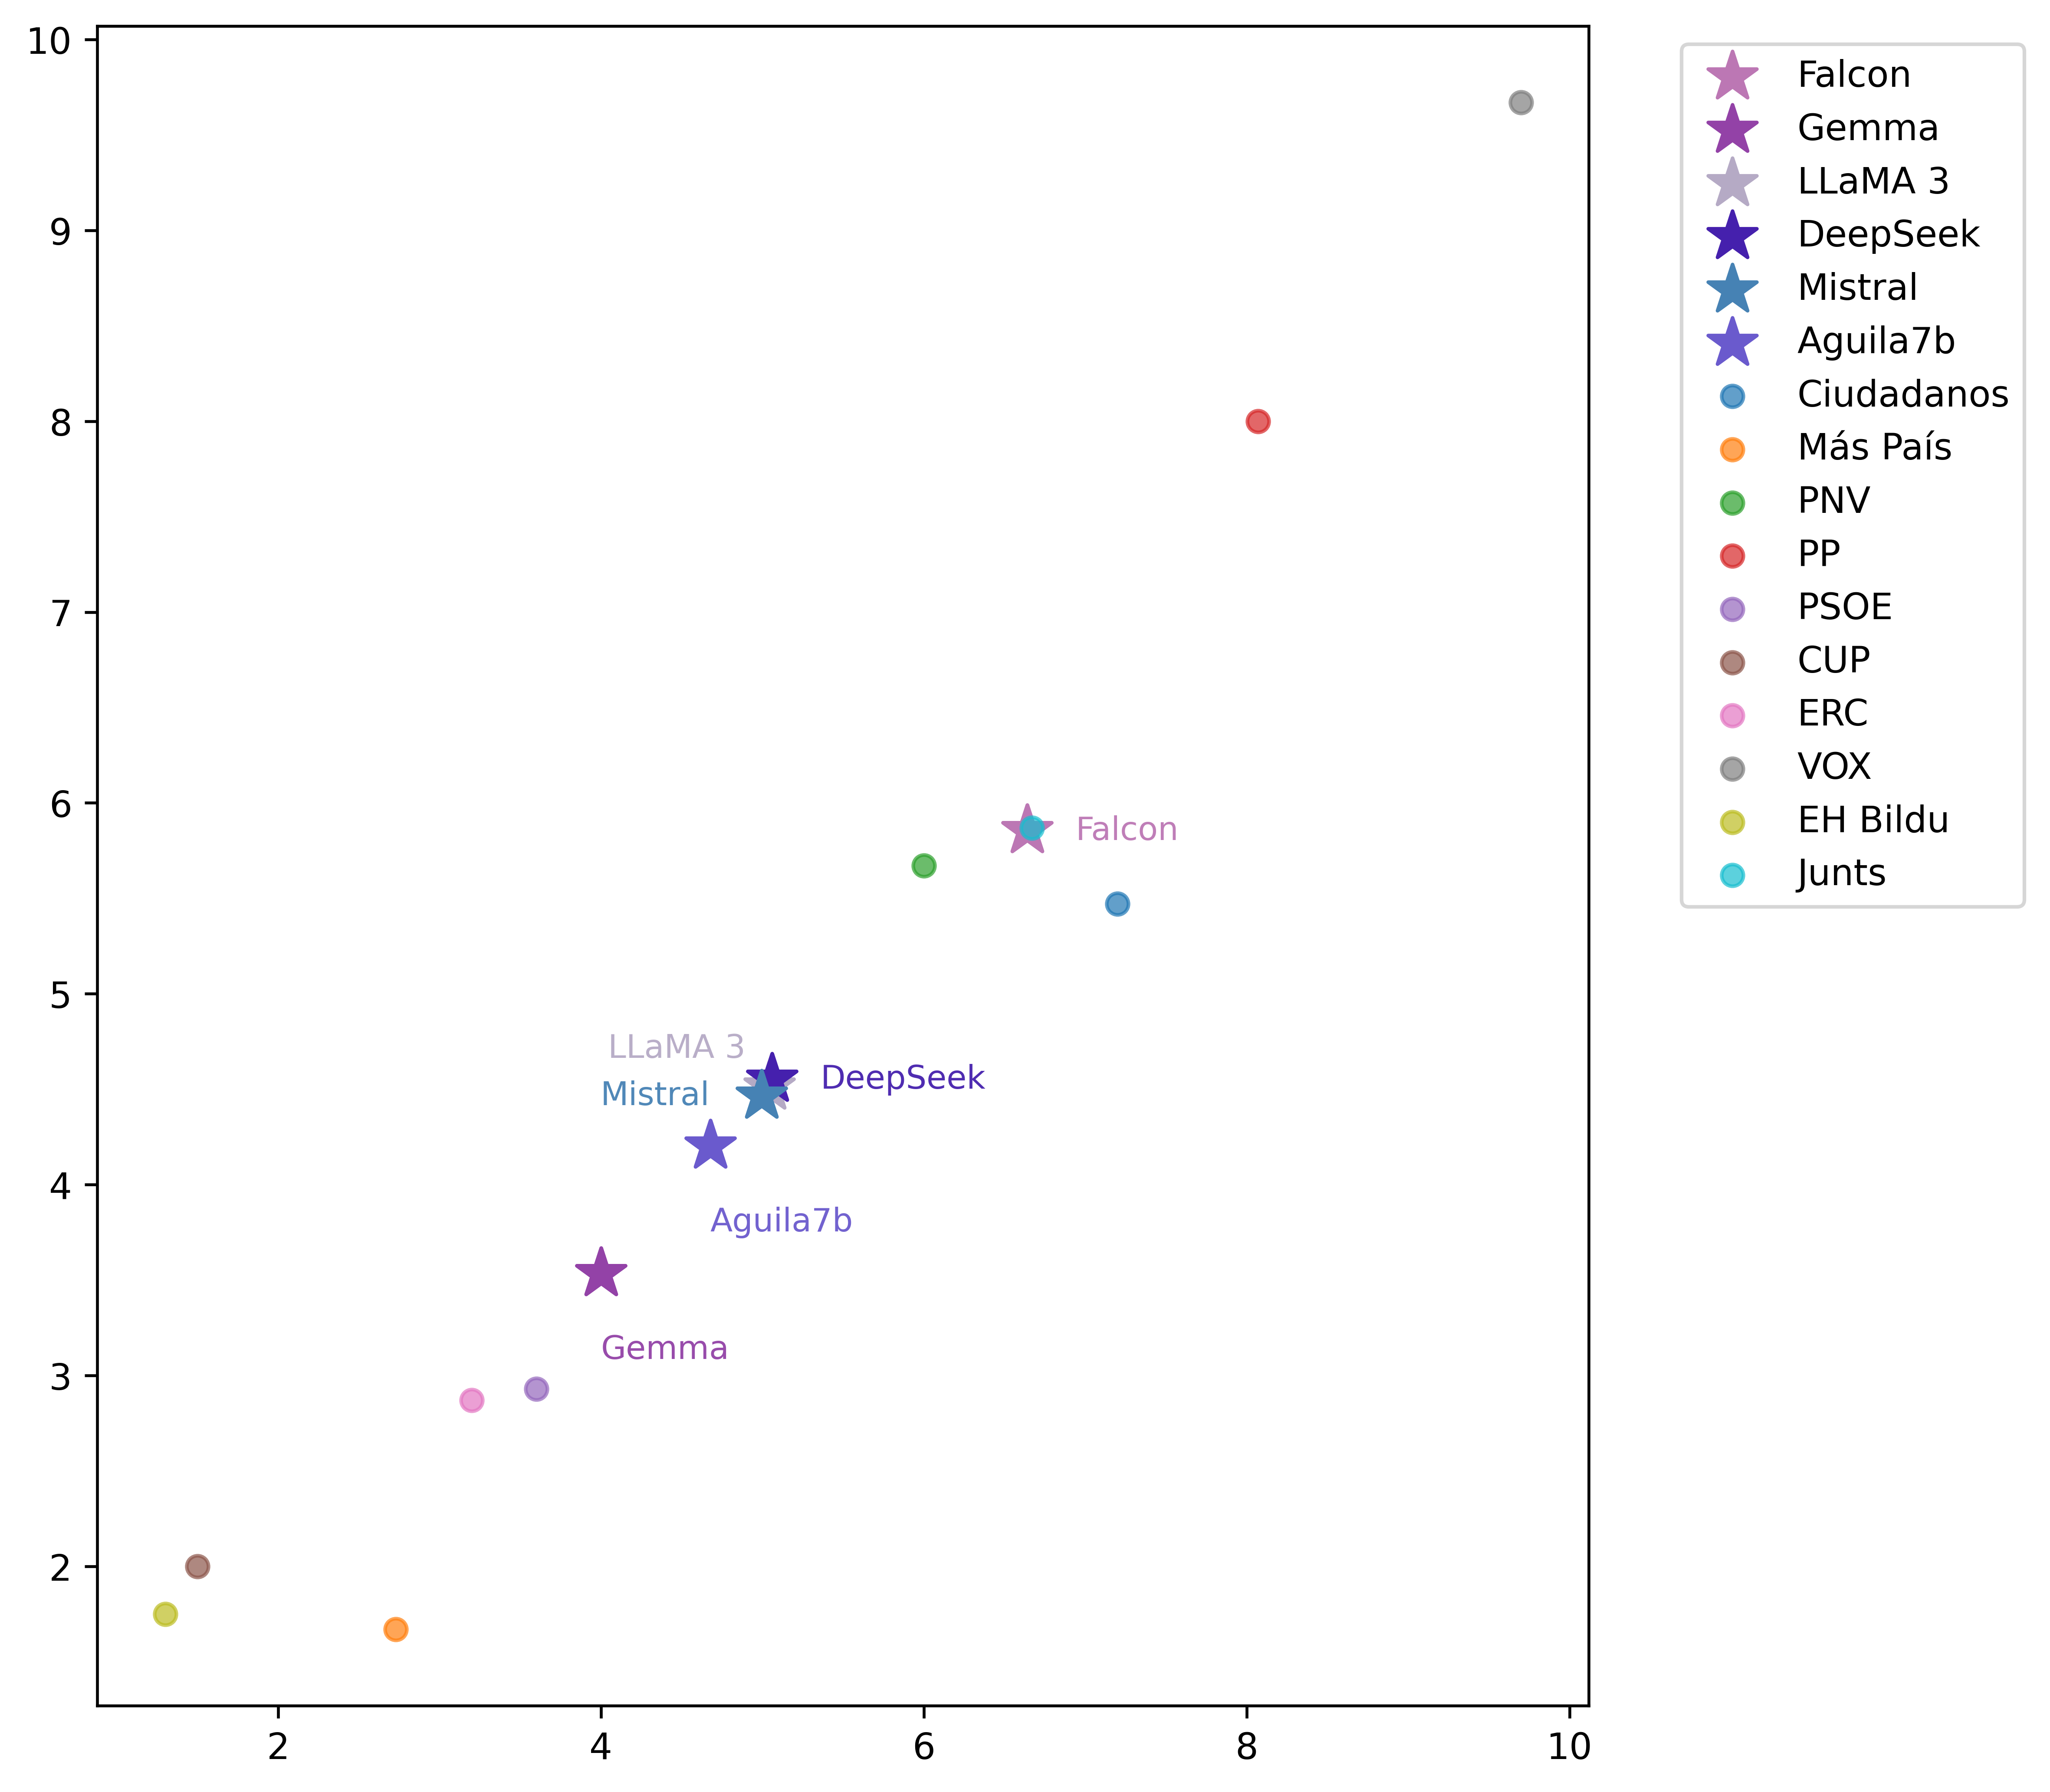 10
9
8
7
6
5
4
3
2
2
4
6
8
10
Falcon
LLaMA 3
DeepSeek
Mistral
Aguila7b
Gemma
Falcon
Gemma
LLaMA 3
DeepSeek
Mistral
Aguila7b
Ciudadanos
Más País
PNV
PP
PSOE
CUP
ERC
VOX
EH Bildu
Junts